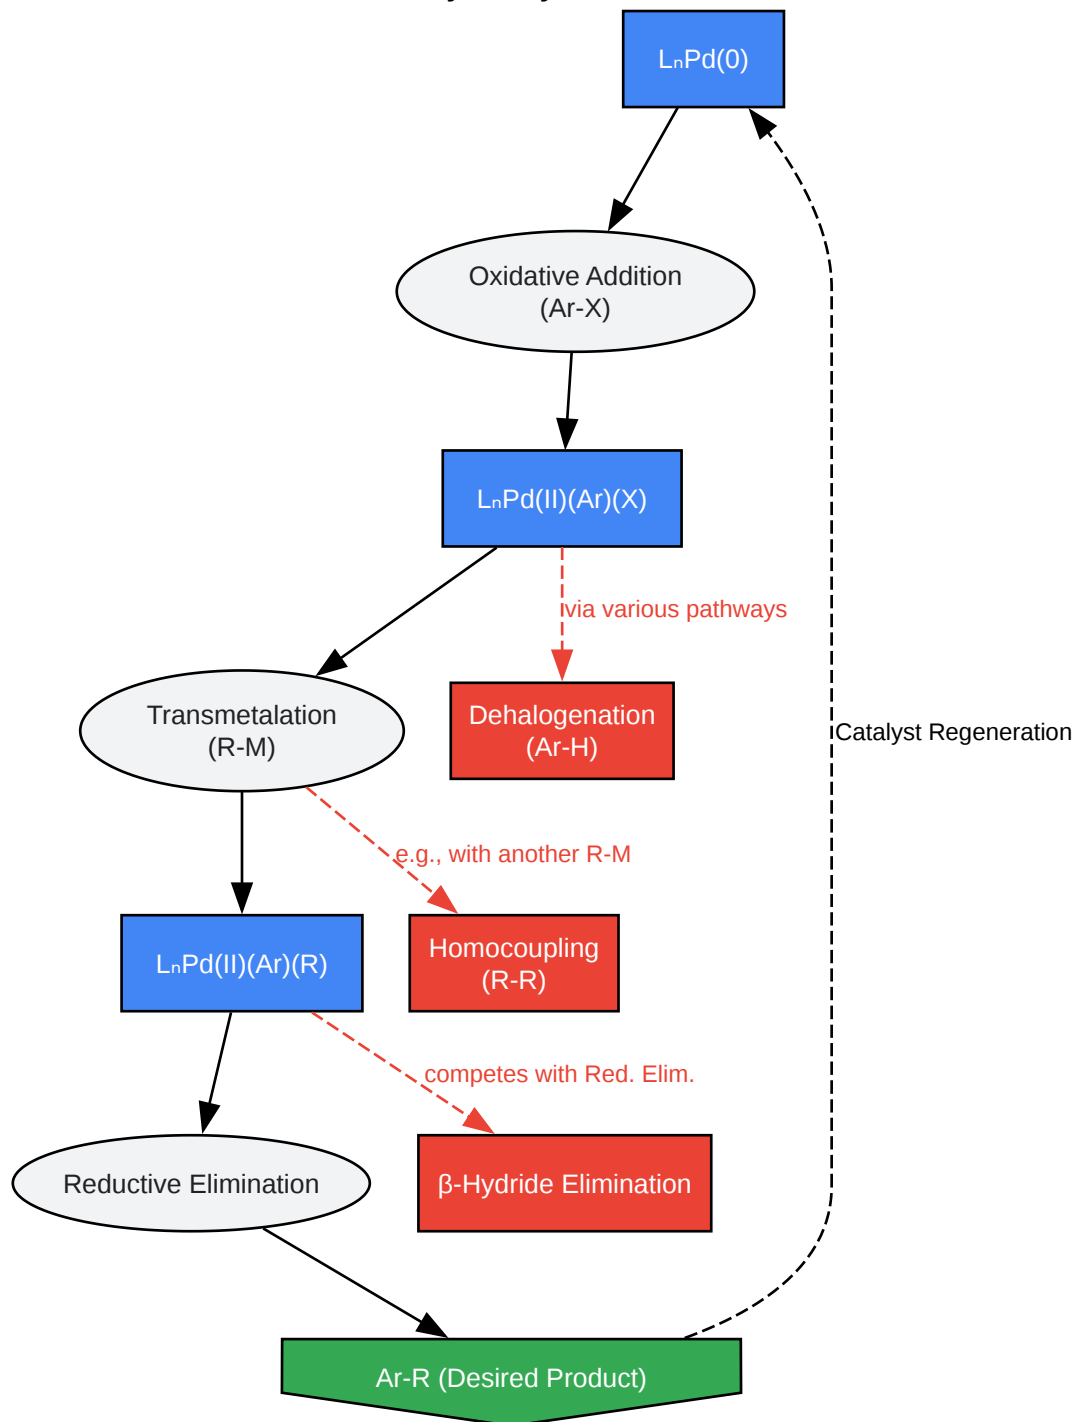 LₙPd(0)
Oxidative Addition
(Ar-X)
LₙPd(II)(Ar)(X)
via various pathways
Transmetalation
(R-M)
Dehalogenation
(Ar-H)
Catalyst Regeneration
e.g., with another R-M
LₙPd(II)(Ar)(R)
Homocoupling
(R-R)
competes with Red. Elim.
Reductive Elimination
β-Hydride Elimination
Ar-R (Desired Product)